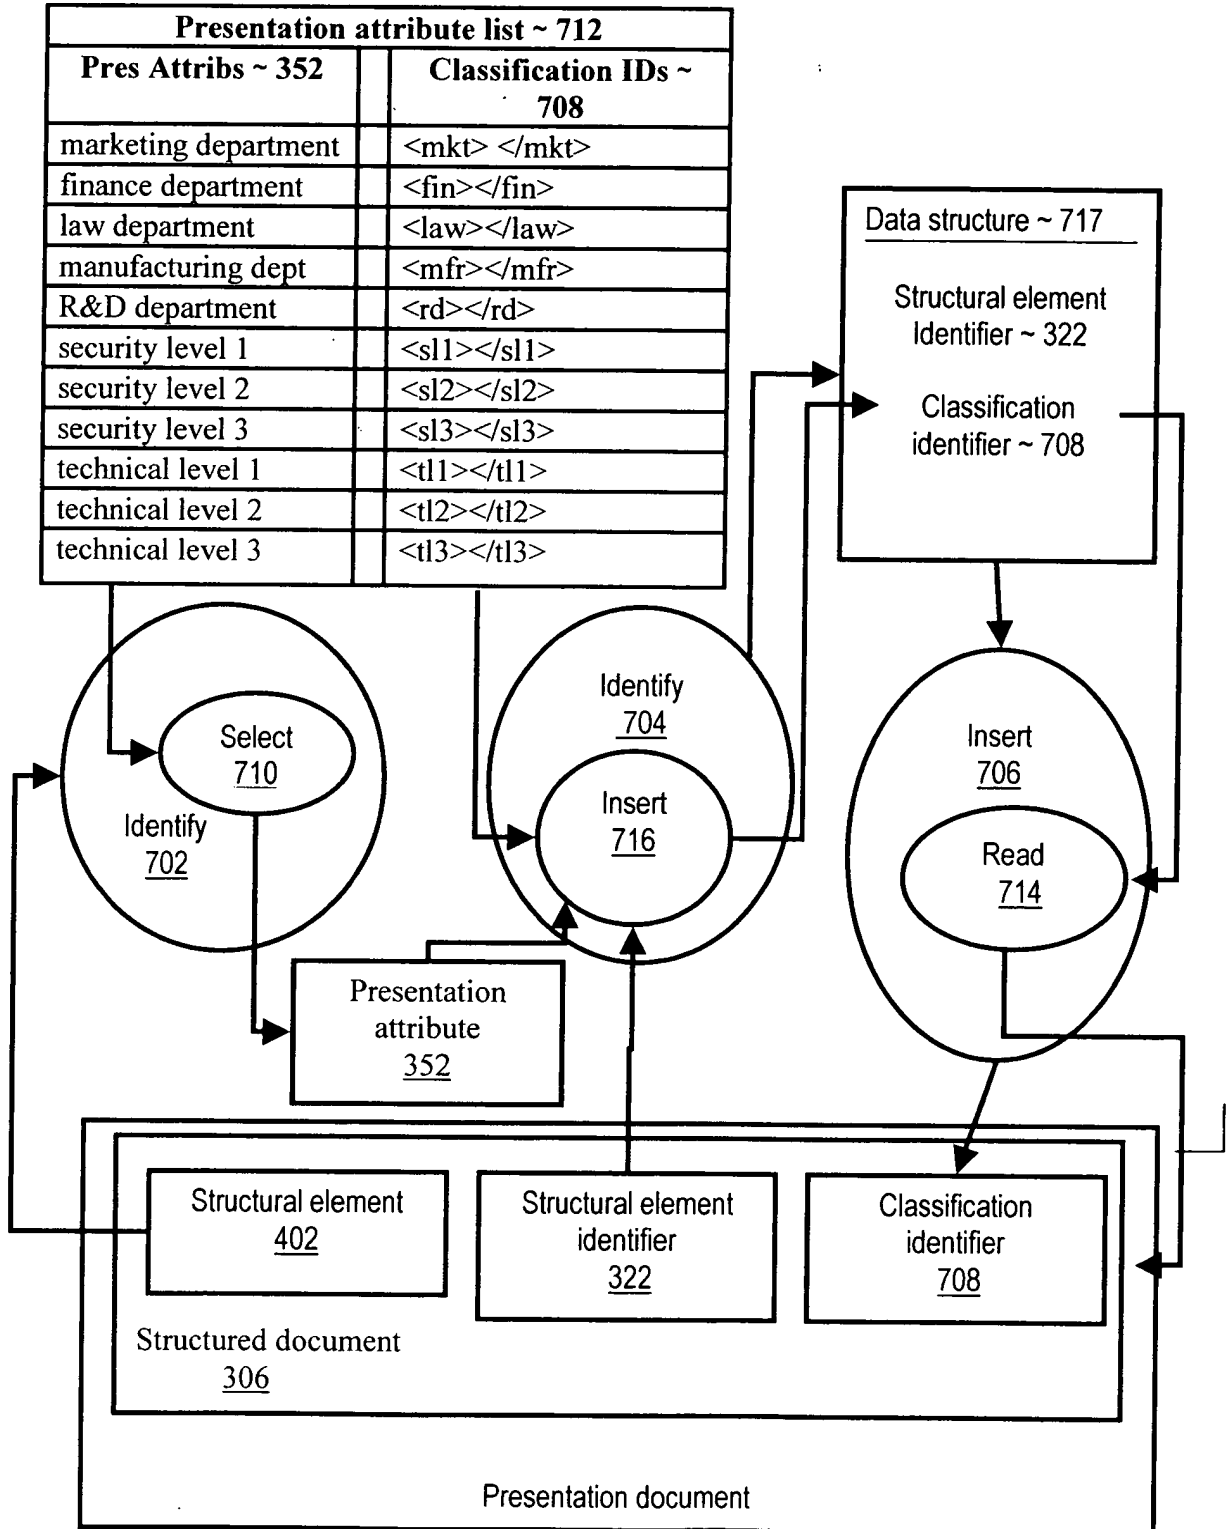 Presentation attribute list ~ 712
Pres Attribs ~ 352
Classification IDs ~
708
marketing department <mkt> </mkt>
finance department <fin></fin>
law department <law></law>
manufacturing dept <mfr></mfr>
R&D department <rd></rd>
security level 1 <sl1></sl1>
security level 2 <sl2></sl2>
security level 3 <sl3></sl3>
technical level 1 <tl1></tl1>
technical level 2 <tl2></tl2>
technical level 3 <tl3></tl3>
Data structure ~ 717
Structural element
Identifier ~ 322
Classification
identifier ~ 708
Select
710
Identify
702
Identify
704
Insert
716
Insert
706
Read
714
Presentation
attribute
352
Structural element
402
Structural element
identifier
322
Classification
identifier
708
Structured document
306
Presentation document